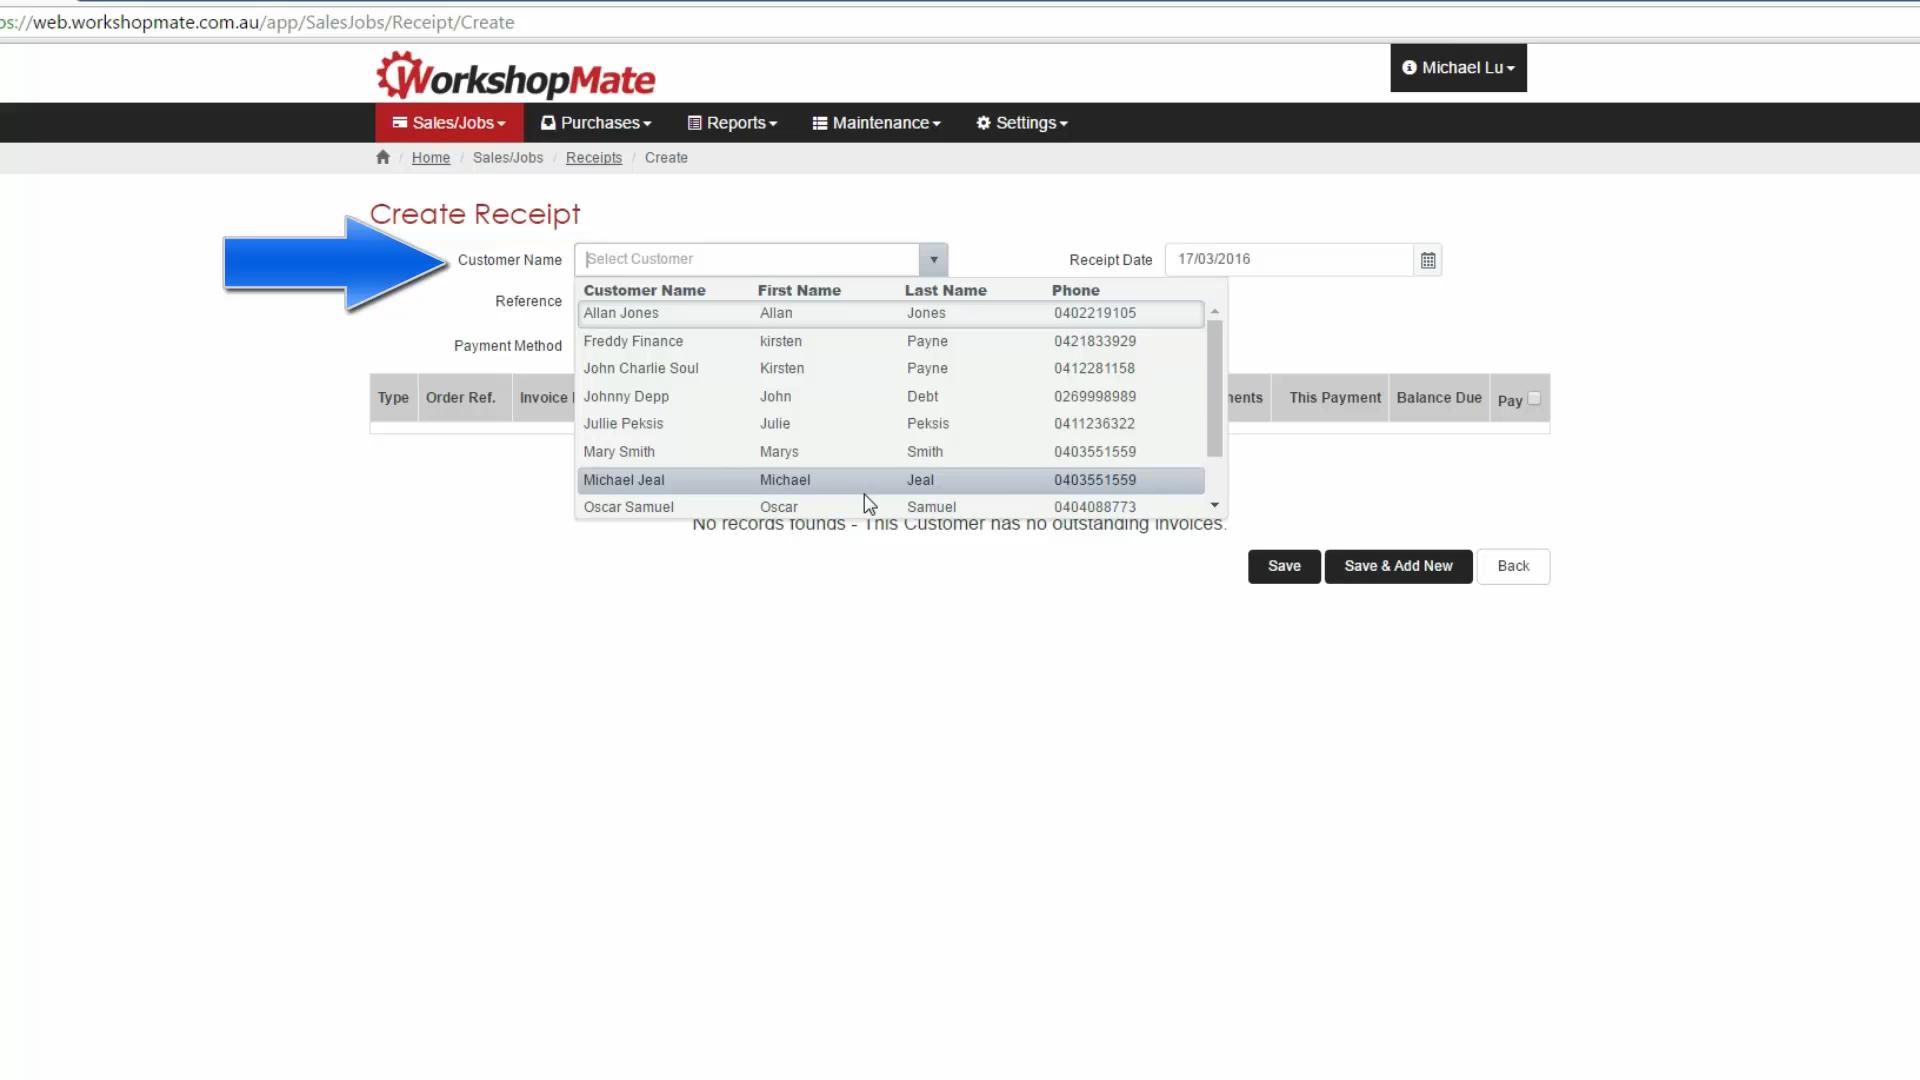 ps://web.workshopmate.com.au/app/SalesJobs/Receipt/Create
WorkshopMate
Michael Lu
Sales/Jobs Purchases Reports Maintenance Settings
/ Home / Sales/Jobs / Receipts / Create
Create Receipt
Customer Name Select Customer Receipt Date 17/03/2016
Reference
Payment Method
Customer Name First Name Last Name Phone
Allan Jones Allan Jones 0402219105
Freddy Finance kirsten Payne 0421833929
John Charlie Soul Kirsten Payne 0412281158
Johnny Depp John Debt 0269998989
Jullie Peksis Julie Peksis 0411236322
Mary Smith Marys Smith 0403551559
Michael Jeal Michael Jeal 0403551559
Oscar Samuel Oscar Samuel 0404088773
Type Order Ref. Invoice ments This Payment Balance Due Pay
No records founds - This Customer has no outstanding invoices.
Save Save & Add New Back